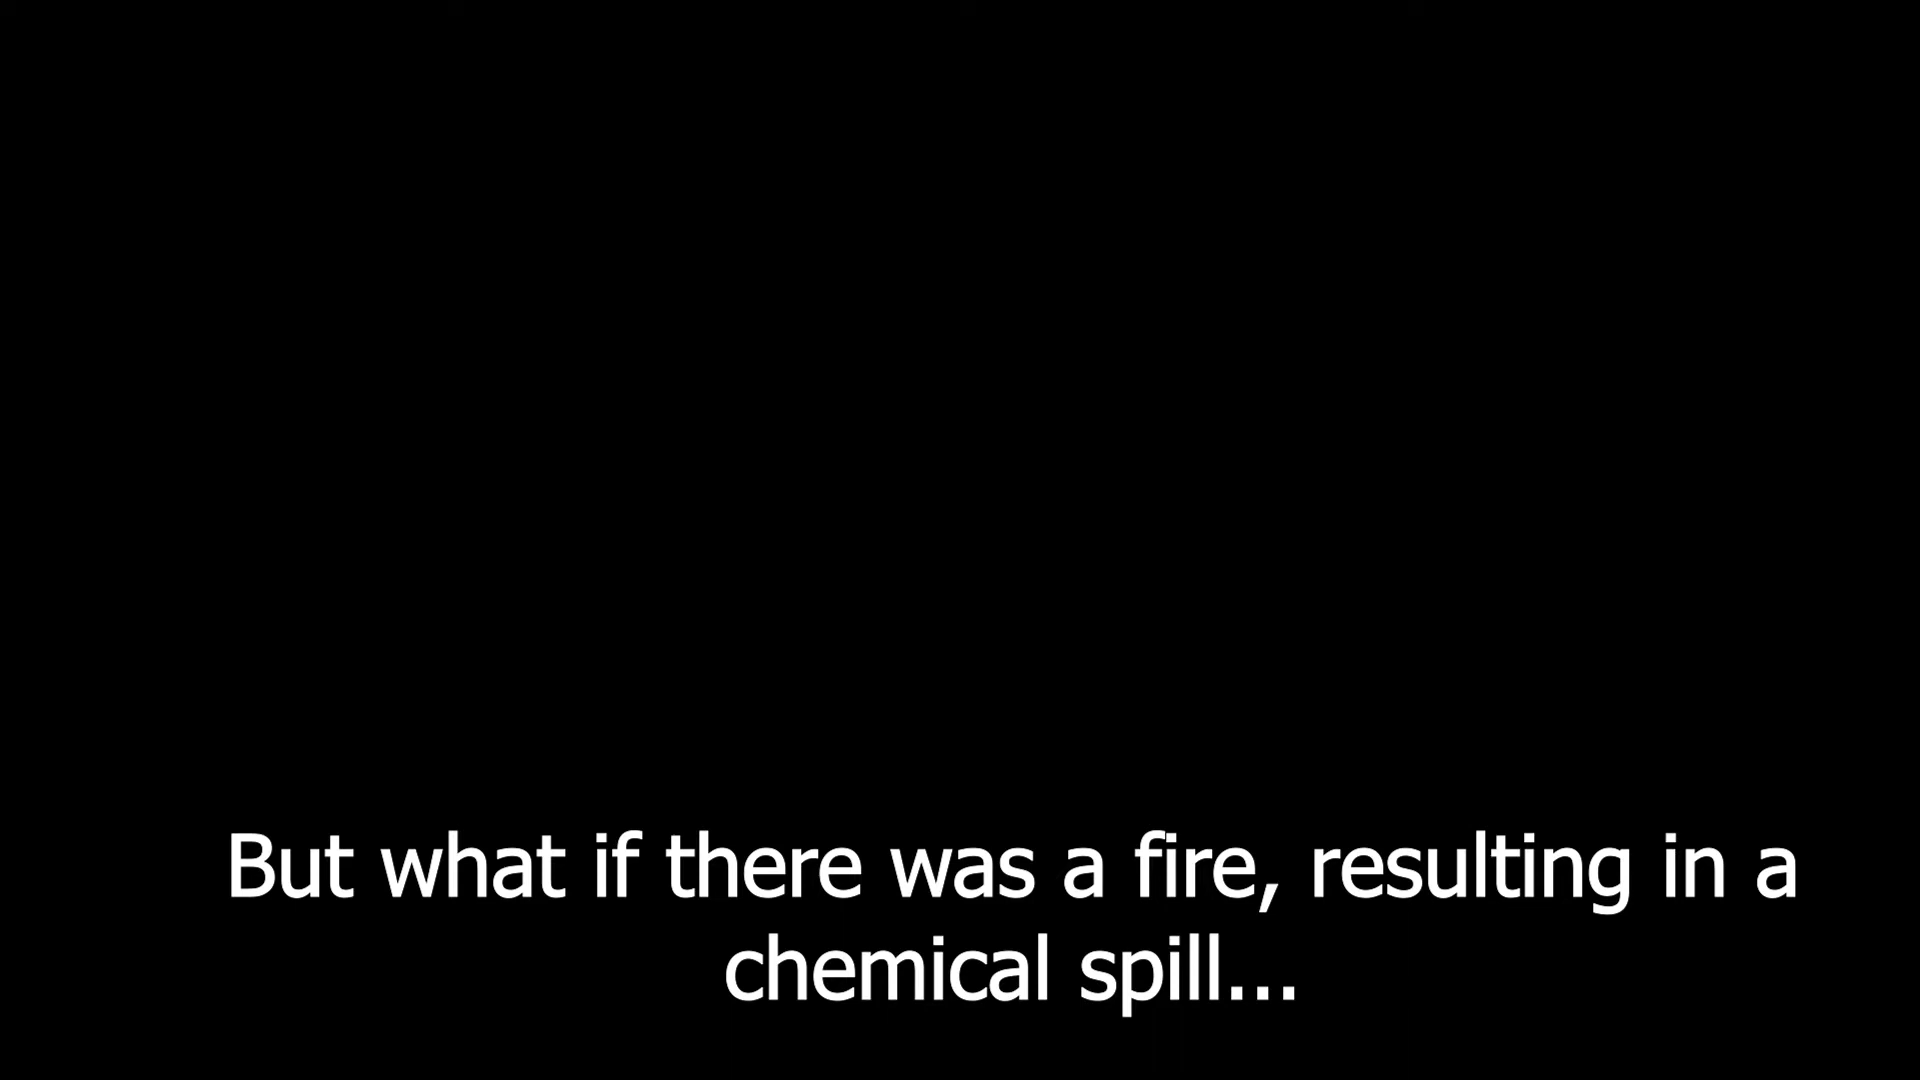 But what if there was a fire, resulting in a
chemical spill...